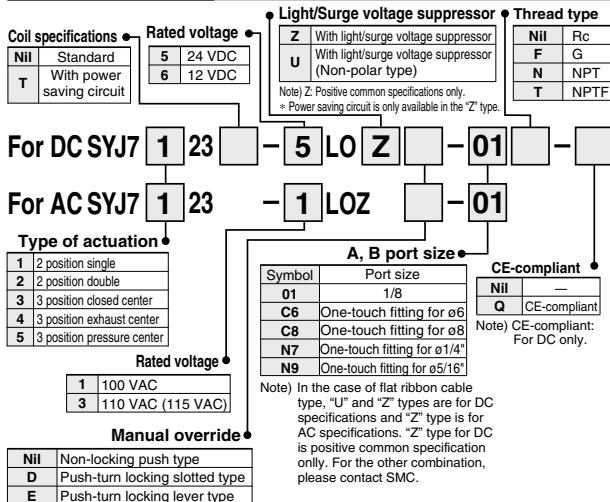 Coil specifications
Nil Standard
T With power saving circuit
Rated voltage
5 24 VDC
6 12 VDC
Light/Surge voltage suppressor
Z With light/surge voltage suppressor
U With light/surge voltage suppressor (Non-polar type)
Note) Z: Positive common specifications only.
* Power saving circuit is only available in the "Z" type.
Thread type
Nil Rc
F G
N NPT
T NPTF
For DC SYJ7 1 23 – 5 LO Z – 01 –
For AC SYJ7 1 23 – 1 LOZ – 01
Type of actuation
1 2 position single
2 2 position double
3 3 position closed center
4 3 position exhaust center
5 3 position pressure center
Rated voltage
1 100 VAC
3 110 VAC (115 VAC)
Manual override
Nil Non-locking push type
D Push-turn locking slotted type
E Push-turn locking lever type
A, B port size
Symbol Port size
01 1/8
C6 One-touch fitting for ø6
C8 One-touch fitting for ø8
N7 One-touch fitting for ø1/4"
N9 One-touch fitting for ø5/16"
Note) In the case of flat ribbon cable
type, "U" and "Z" types are for DC
specifications and "Z" type is for
AC specifications. "Z" type for DC
is positive common specification
onlly. For the other combination,
please contact SMC.
CE-compliant
Nil —
Q CE-compliant
Note) CE-compliant:
For DC only.